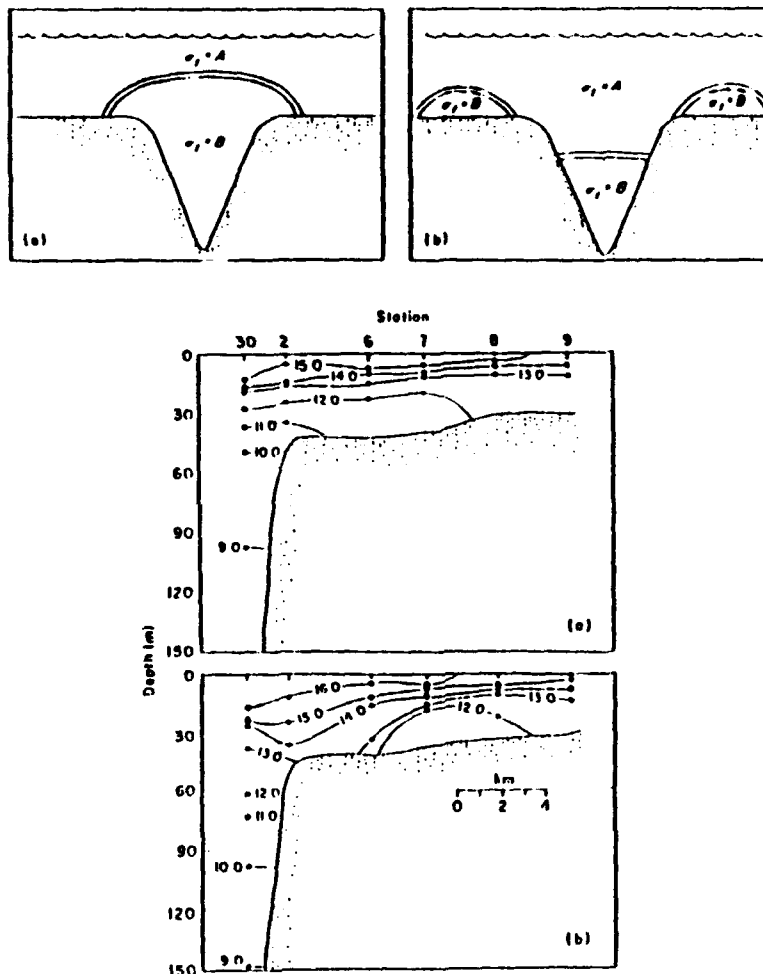 σt = A
σt = B
(a)
σt = A
σt = B
σt = B
σt = B
(b)
Station
30 2 6 7 8 9
0
30
60
90
120
150
15.0
14.0
13.0
12.0
11.0
10.0
9.0
(a)
Depth (m)
0
30
60
90
120
150
16.0
15.0
14.0
13.0
12.0
13.0
12.0
11.0
10.0
9.0
km
0 2 4
(b)